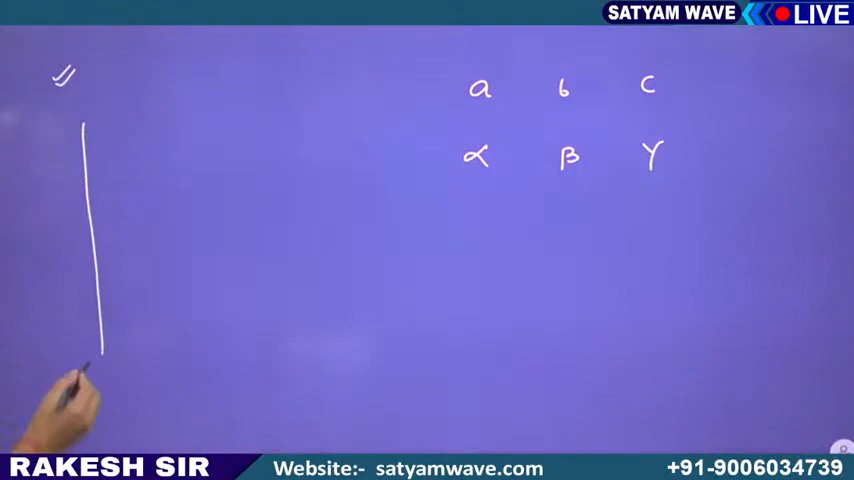 SATYAM WAVE LIVE
a b c
α β γ
RAKESH SIR Website:- satyamwave.com +91-9006034739